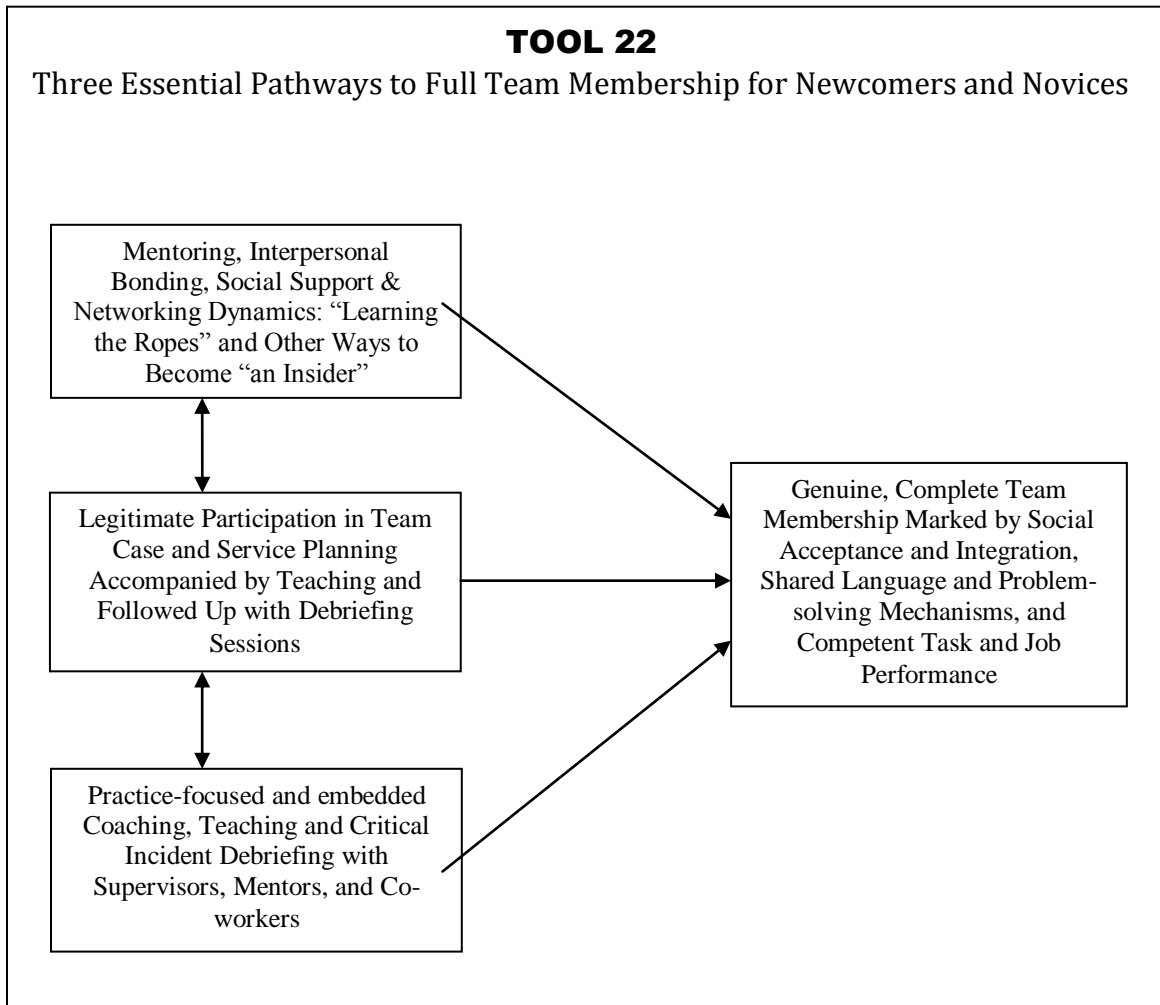 TOOL 22
Three Essential Pathways to Full Team Membership for Newcomers and Novices
Mentoring, Interpersonal
Bonding, Social Support &
Networking Dynamics: “Learning
the Ropes” and Other Ways to
Become “an Insider”
Legitimate Participation in Team
Case and Service Planning
Accompanied by Teaching and
Followed Up with Debriefing
Sessions
Practice-focused and embedded
Coaching, Teaching and Critical
Incident Debriefing with
Supervisors, Mentors, and Co-
workers
Genuine, Complete Team
Membership Marked by Social
Acceptance and Integration,
Shared Language and Problem-
solving Mechanisms, and
Competent Task and Job
Performance